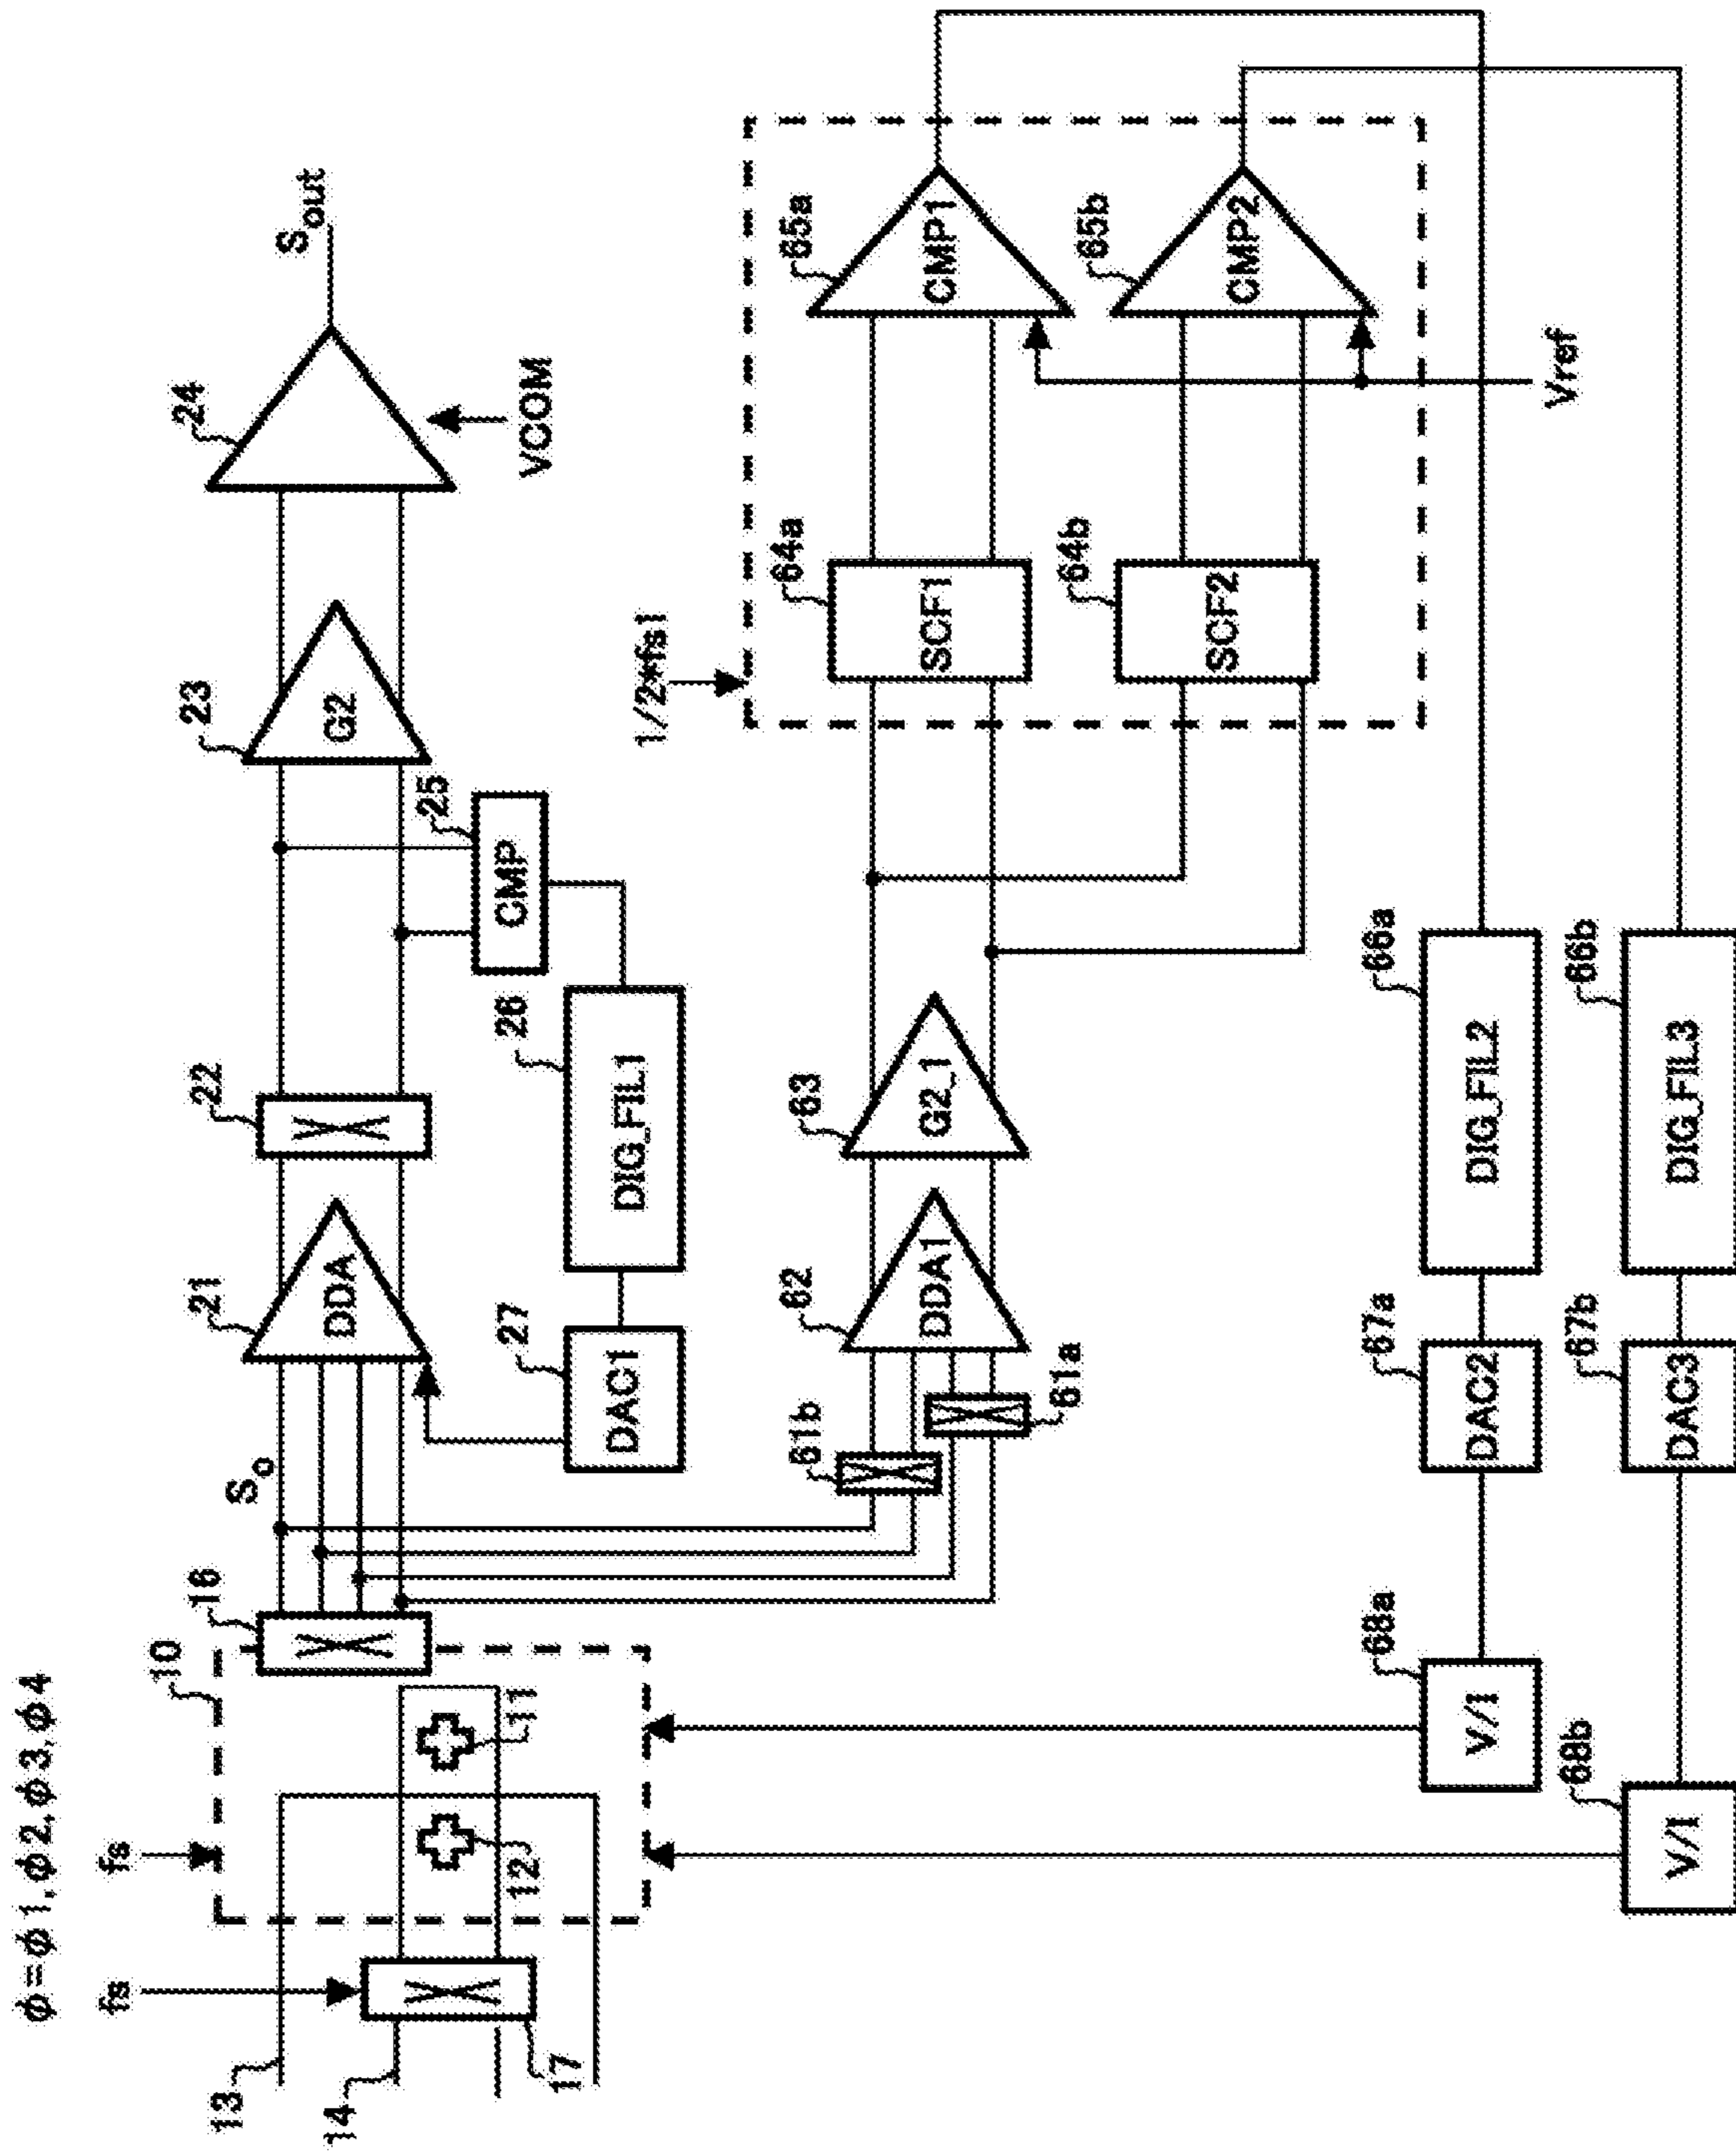 φ=φ1,φ2,φ3,φ4
fs
fs
13
14
17
12
11
10
16
So
21
DDA
22
23
G2
24
Sout
VCOM
25
CMP
26
DIG_FIL1
27
DAC1
61b
61a
62
DDA1
63
G2_1
1/2*fs1
64a
SCF1
64b
SCF2
65a
CMP1
65b
CMP2
Vref
66a
DIG_FIL2
66b
DIG_FIL3
67a
DAC2
67b
DAC3
68a
V/I
68b
V/I